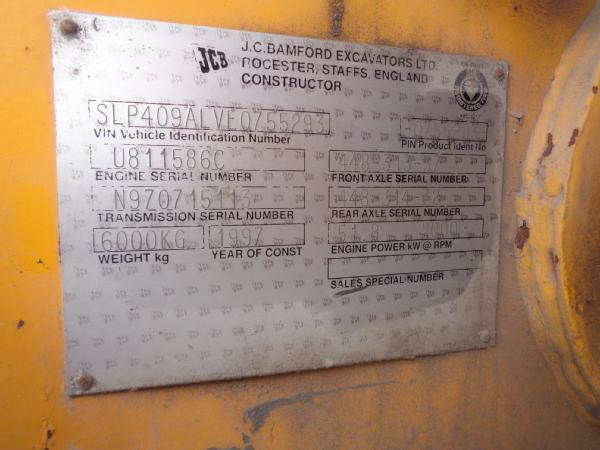 JCB
J.C.BAMFORD EXCAVATORS LTD.
ROCESTER, STAFFS, ENGLAND
CONSTRUCTOR
SLP409ALVE0755293
VIN Vehicle Identification Number
PIN Product Ident No
U811586C
ENGINE SERIAL NUMBER
FRONT AXLE SERIAL NUMBER
N9Z0715113
TRANSMISSION SERIAL NUMBER
REAR AXLE SERIAL NUMBER
6000KG 1997
WEIGHT kg YEAR OF CONST
ENGINE POWER kW @ RPM
SALES SPECIAL NUMBER